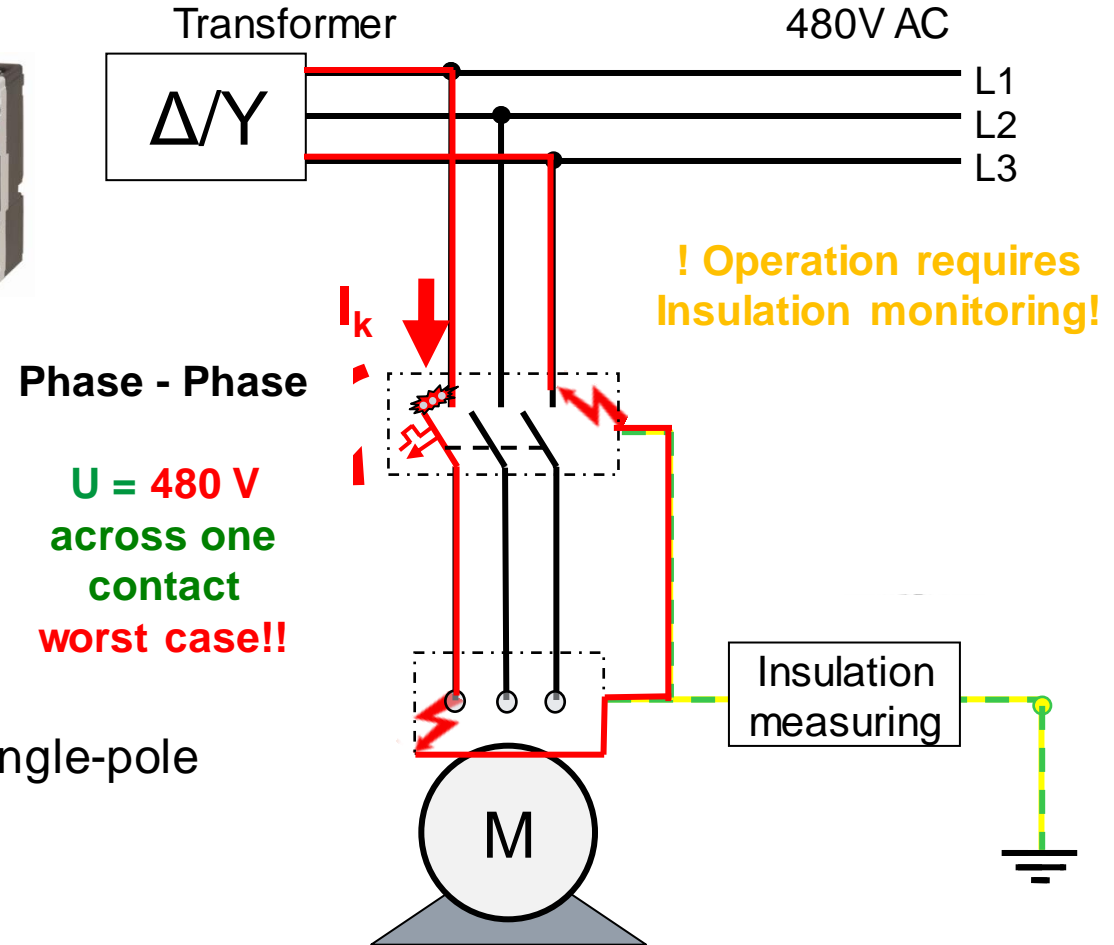 Transformer
480V AC
Δ/Y
L1
L2
L3
! Operation requires
Insulation monitoring!
Ik
Phase - Phase
U = 480 V
across one
contact
worst case!!
Insulation
measuring
ngle-pole
M